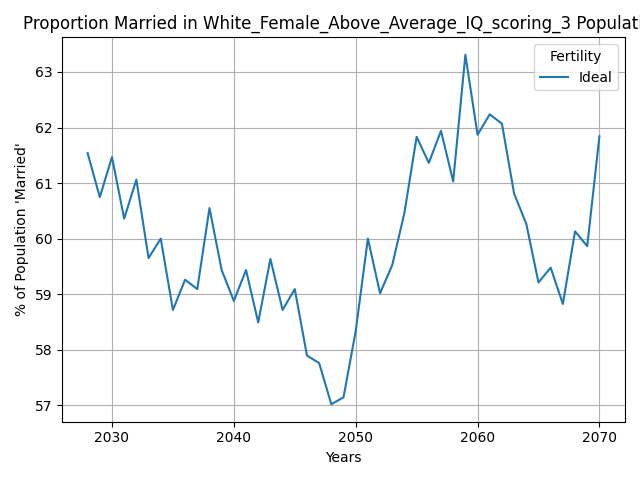 Proportion Married in White_Female_Above_Average_IQ_scoring_3 Populati
Fertility
Ideal
63
62
61
60
59
58
57
% of Population 'Married'
2030 2040 2050 2060 2070
Years